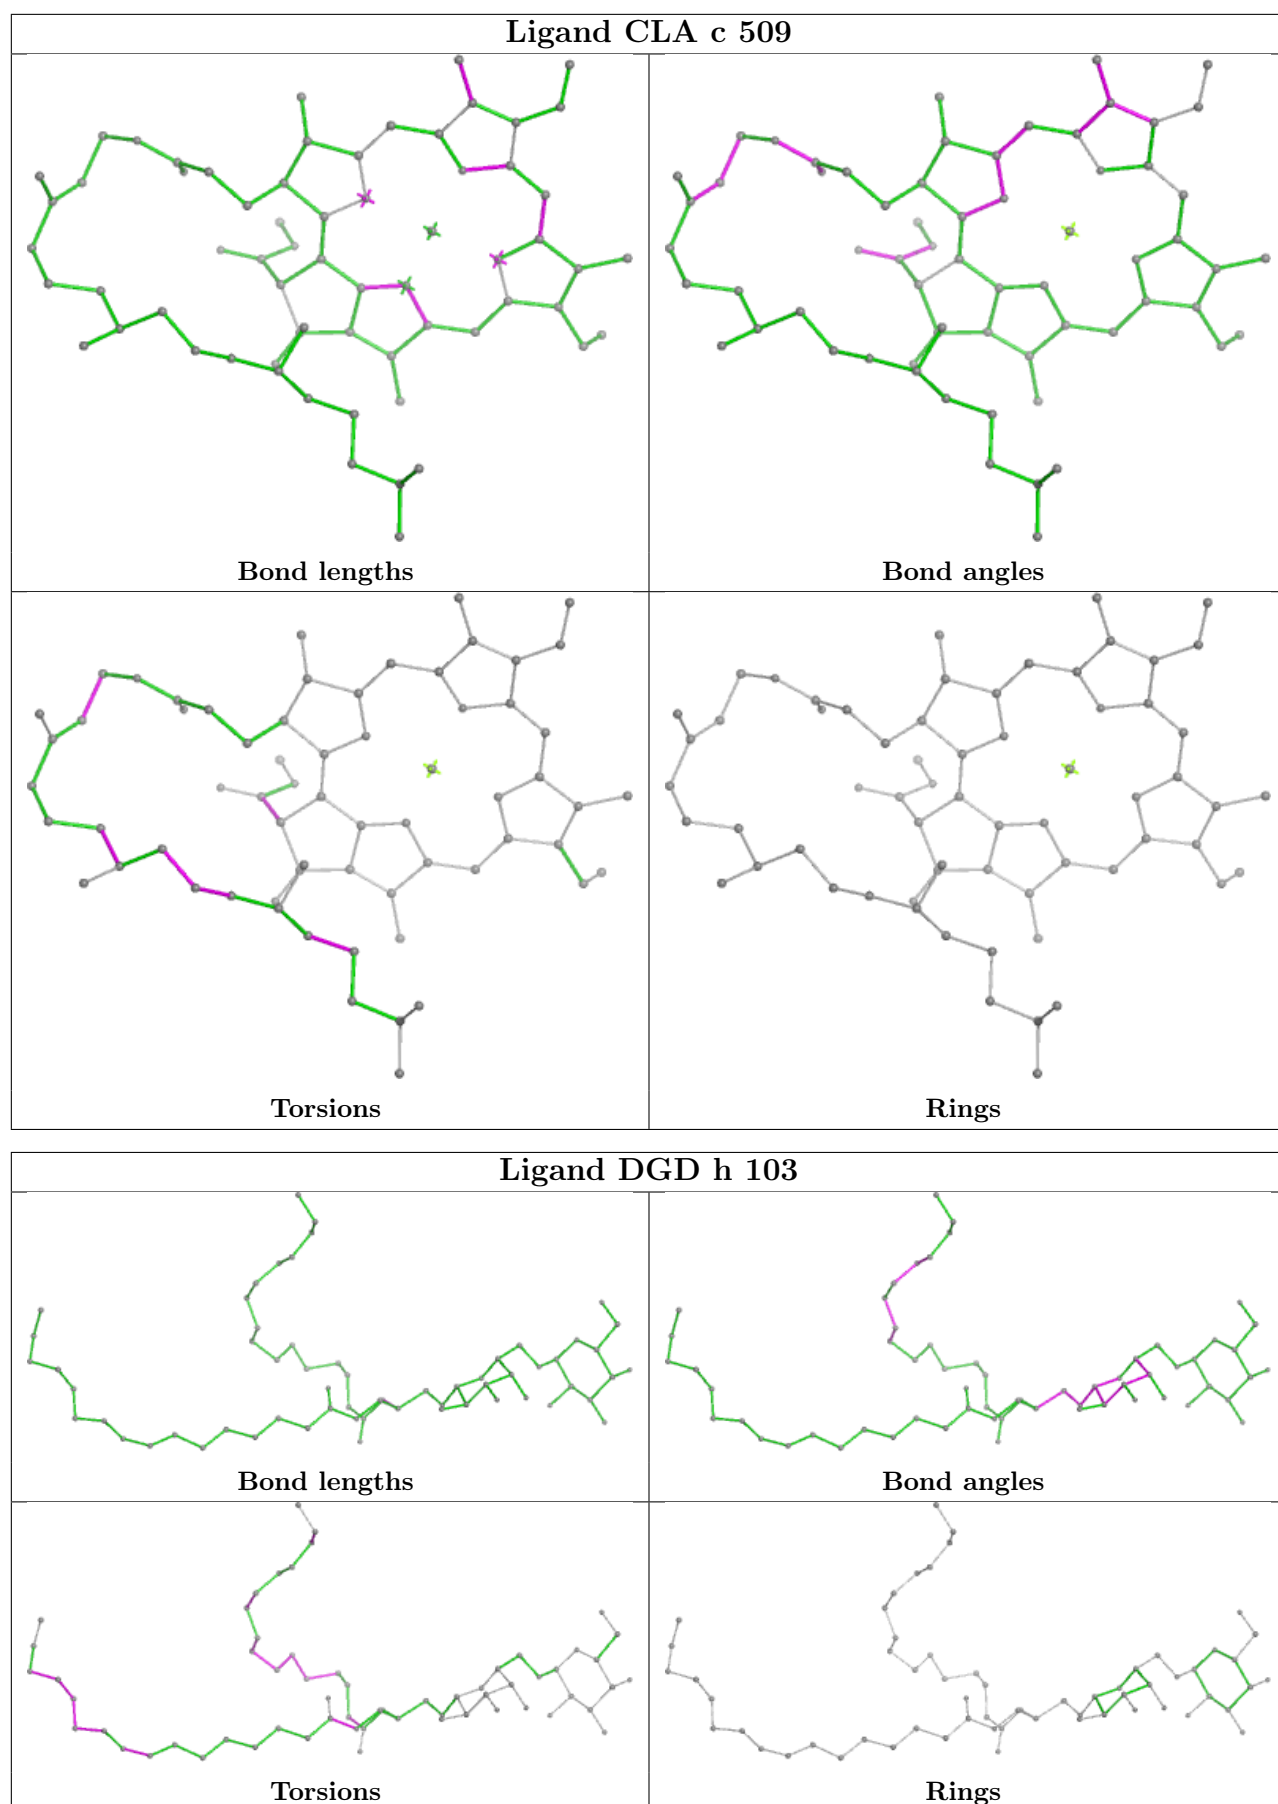 Ligand CLA c 509
Bond lengths
Bond angles
Torsions
Rings
Ligand DGD h 103
Bond lengths
Bond angles
Torsions
Rings